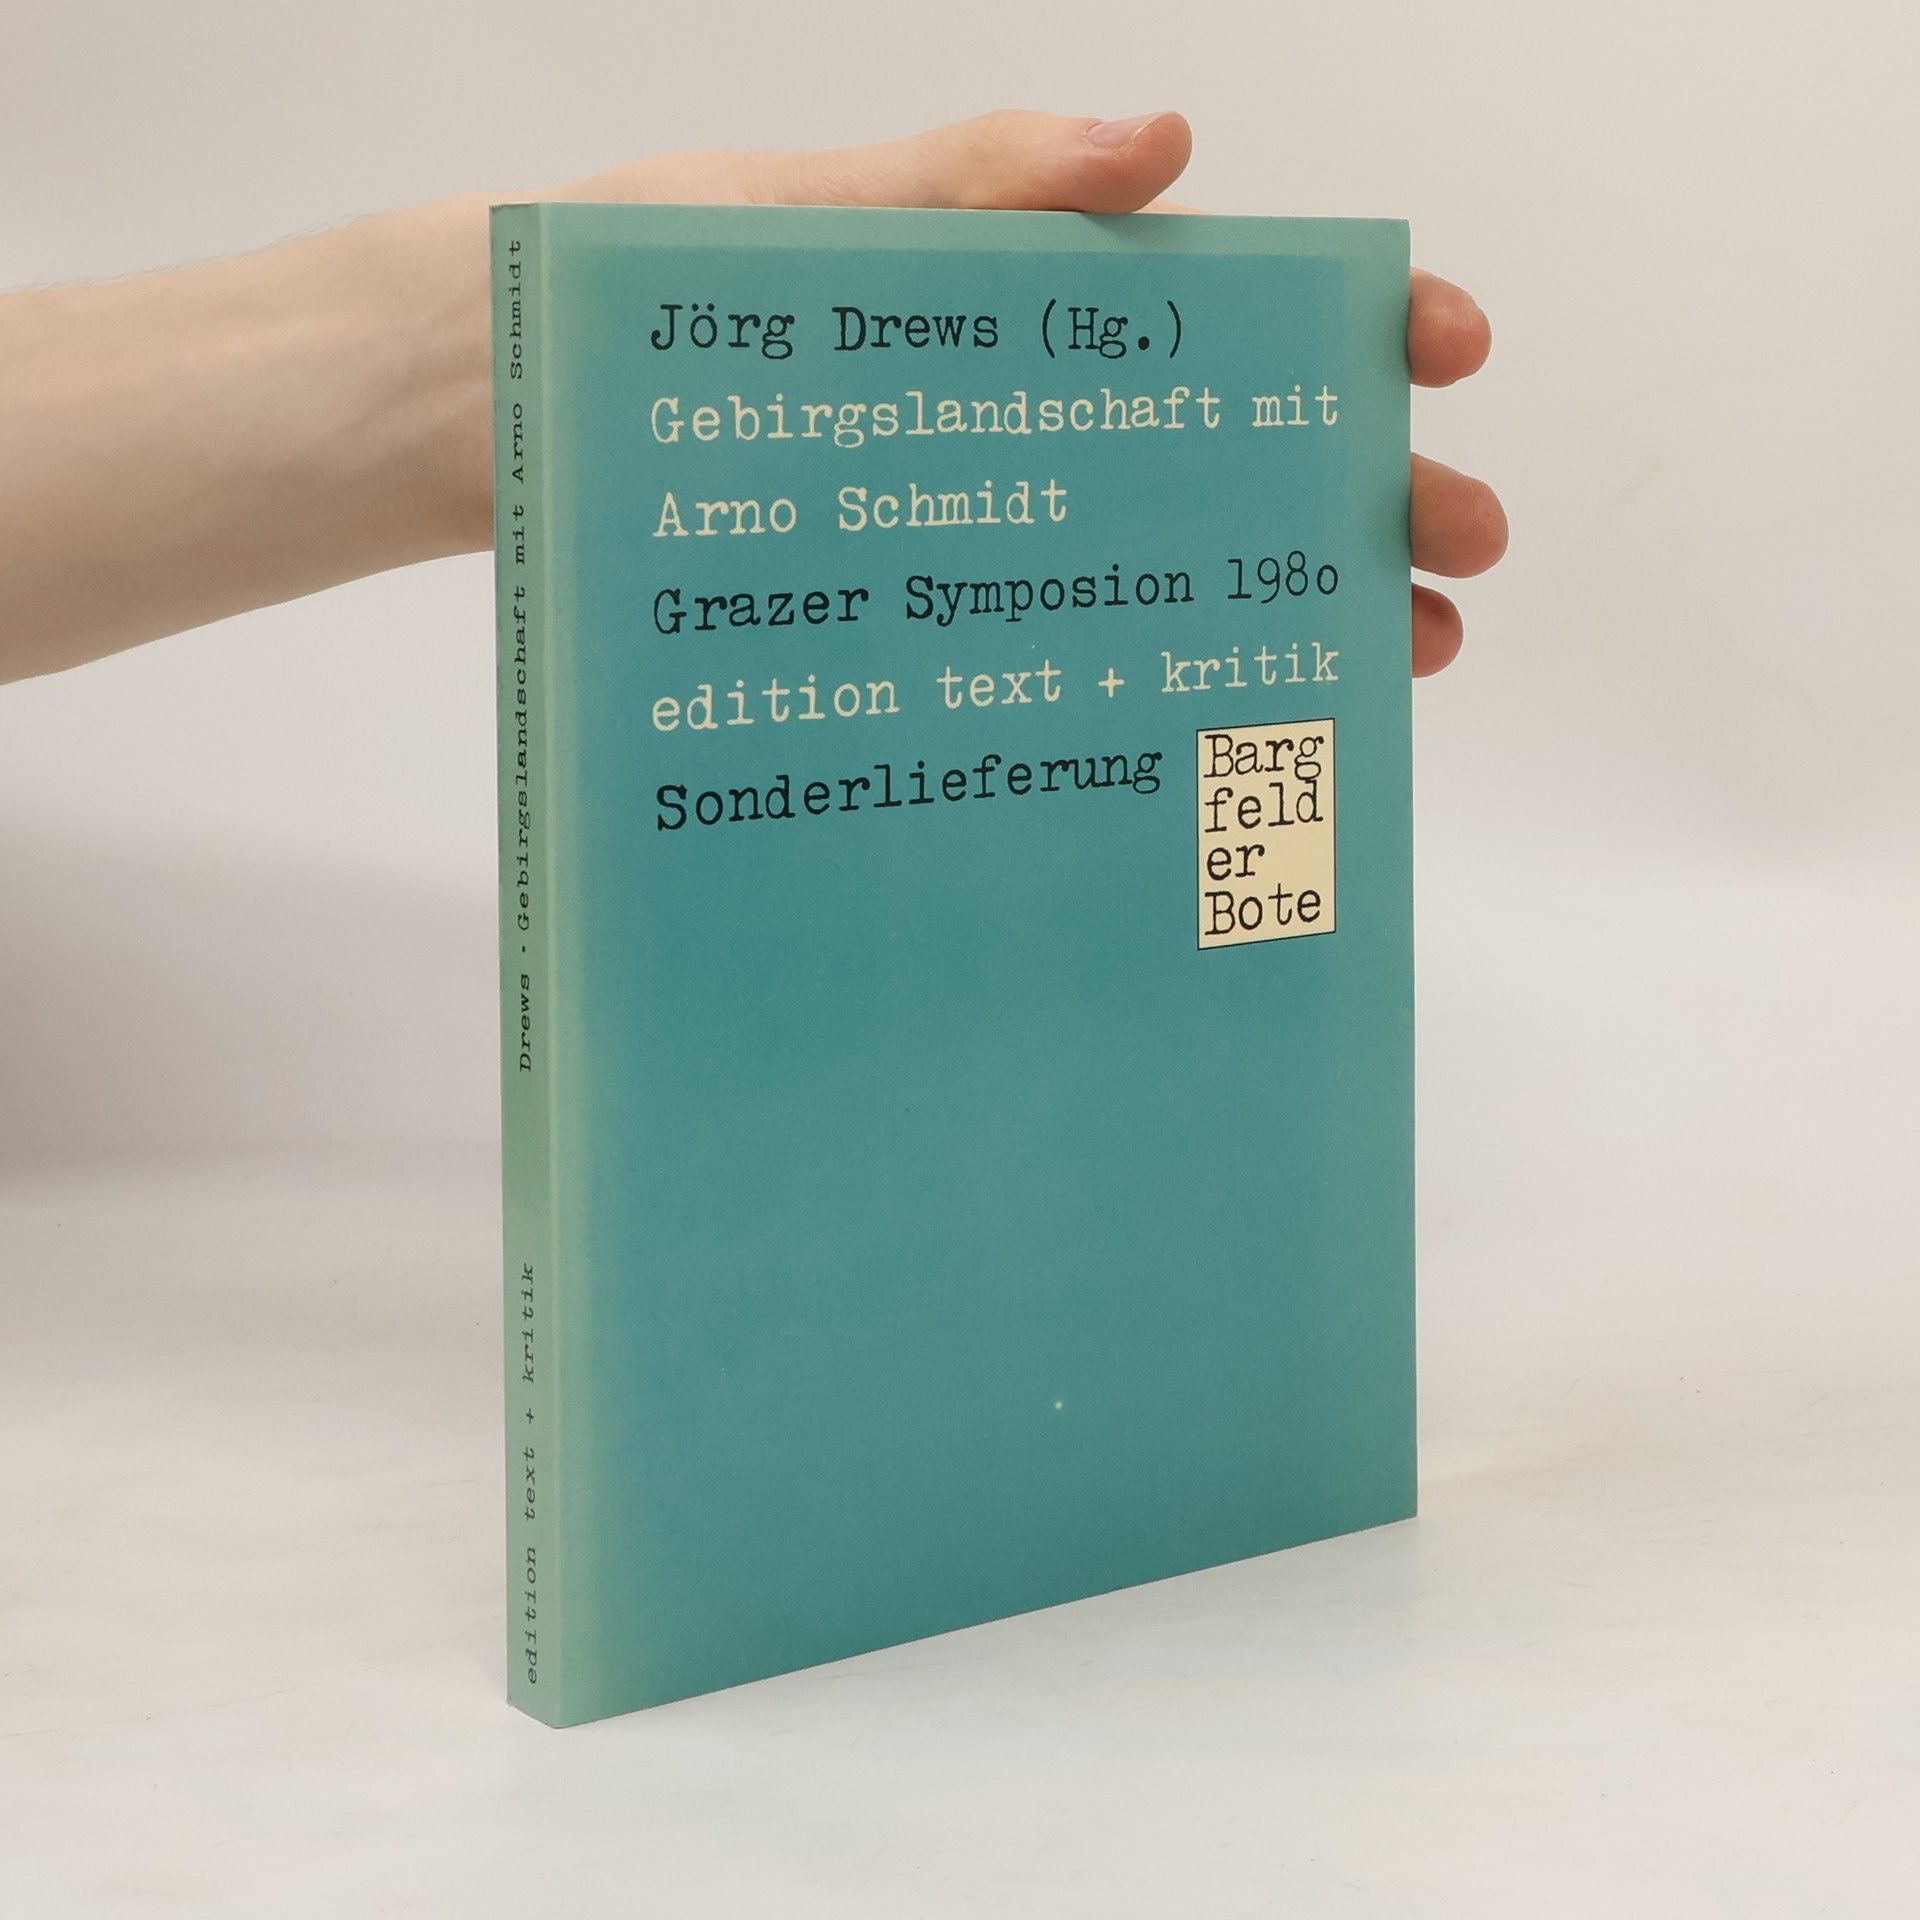 Jörg Drews (Hg.)
Gebirgslandschaft mit
Arno Schmidt
Grazer Symposion 1980
edition text + kritik
Sonderlieferung
Barg
feld
er
Bote
Drews · Gebirgslandschaft mit Arno Schmidt
edition text + kritik